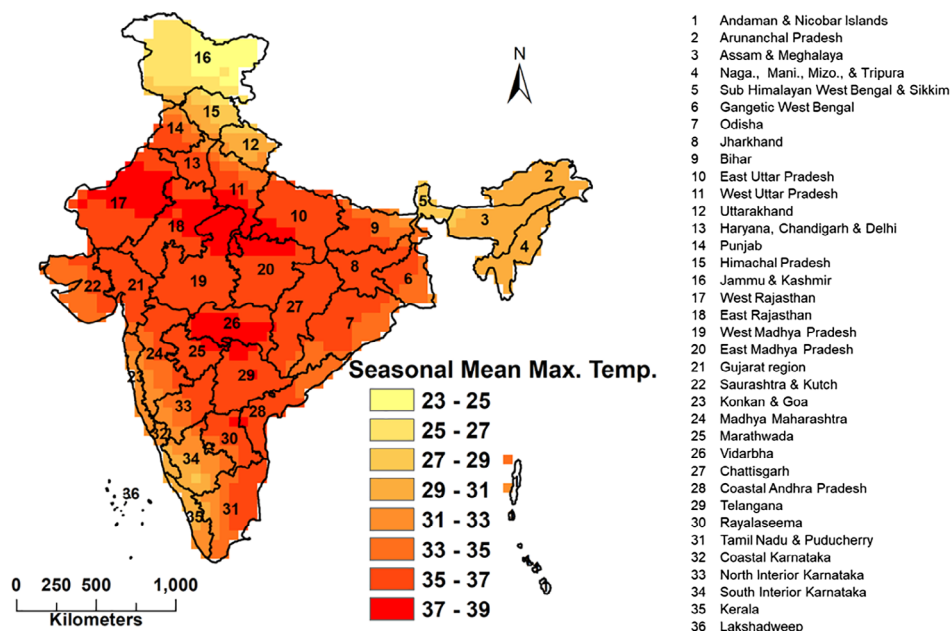 N
16
15
14
12
13
11
2
17
5
3
18
10
9
4
20
8
21
22
19
6
27
26
7
24
25
29
23
28
33
30
32
34
36
31
35
Seasonal Mean Max. Temp.
23 - 25
25 - 27
27 - 29
29 - 31
31 - 33
33 - 35
35 - 37
37 - 39
0 500 1,000
Kilometers
1 Andaman & Nicobar Islands
2 Arunanchal Pradesh
3 Assam & Meghalaya
4 Naga., Mani., Mizo., & Tripura
5 Sub Himalayan West Bengal & Sikkim
6 Gangetic West Bengal
7 Odisha
8 Jharkhand
9 Bihar
10 East Uttar Pradesh
11 West Uttar Pradesh
12 Uttarakhand
13 Haryana, Chandigarh & Delhi
14 Punjab
15 Himachal Pradesh
16 Jammu & Kashmir
17 West Rajasthan
18 East Rajasthan
19 West Madhya Pradesh
20 East Madhya Pradesh
21 Gujarat region
22 Saurashtra & Kutch
23 Konkan & Goa
24 Madhya Maharashtra
25 Marathwada
26 Vidarbha
27 Chattisgarh
28 Coastal Andhra Pradesh
29 Telangana
30 Rayalaseema
31 Tamil Nadu & Puducherry
32 Coastal Karnataka
33 North Interior Karnataka
34 South Interior Karnataka
35 Kerala
36 Lakshadweep